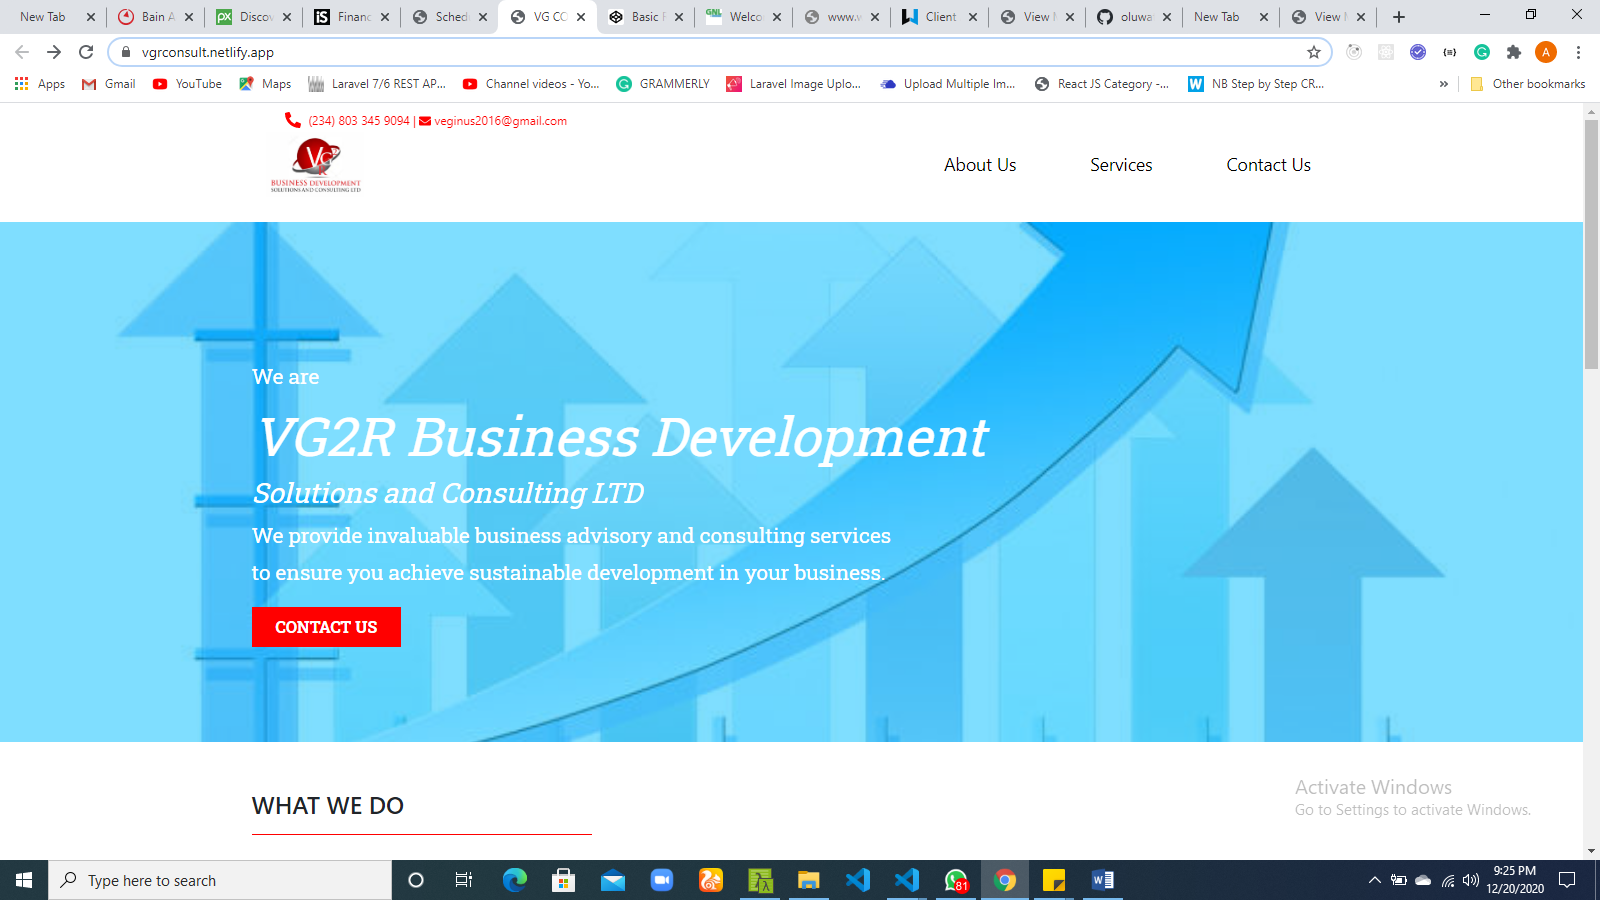 New Tab
Bain A
Discov
Financ
Sched
VG CO
Basic F
Welco
www.v
Client
View M
oluwa
New Tab
View M
vgrconsult.netlify.app
A
Apps
Gmail
YouTube
Maps
Laravel 7/6 REST AP...
Channel videos - Yo...
GRAMMERLY
Laravel Image Uplo...
Upload Multiple Im...
React JS Category -...
NB Step by Step CR...
»
Other bookmarks
(234) 803 345 9094 | veginus2016@gmail.com
BUSINESS DEVELOPMENT
SOLUTIONS AND CONSULTING LTD
About Us
Services
Contact Us
We are
VG2R Business Development
Solutions and Consulting LTD
We provide invaluable business advisory and consulting services
to ensure you achieve sustainable development in your business.
CONTACT US
WHAT WE DO
Activate Windows
Go to Settings to activate Windows.
Type here to search
81
9:25 PM
12/20/2020